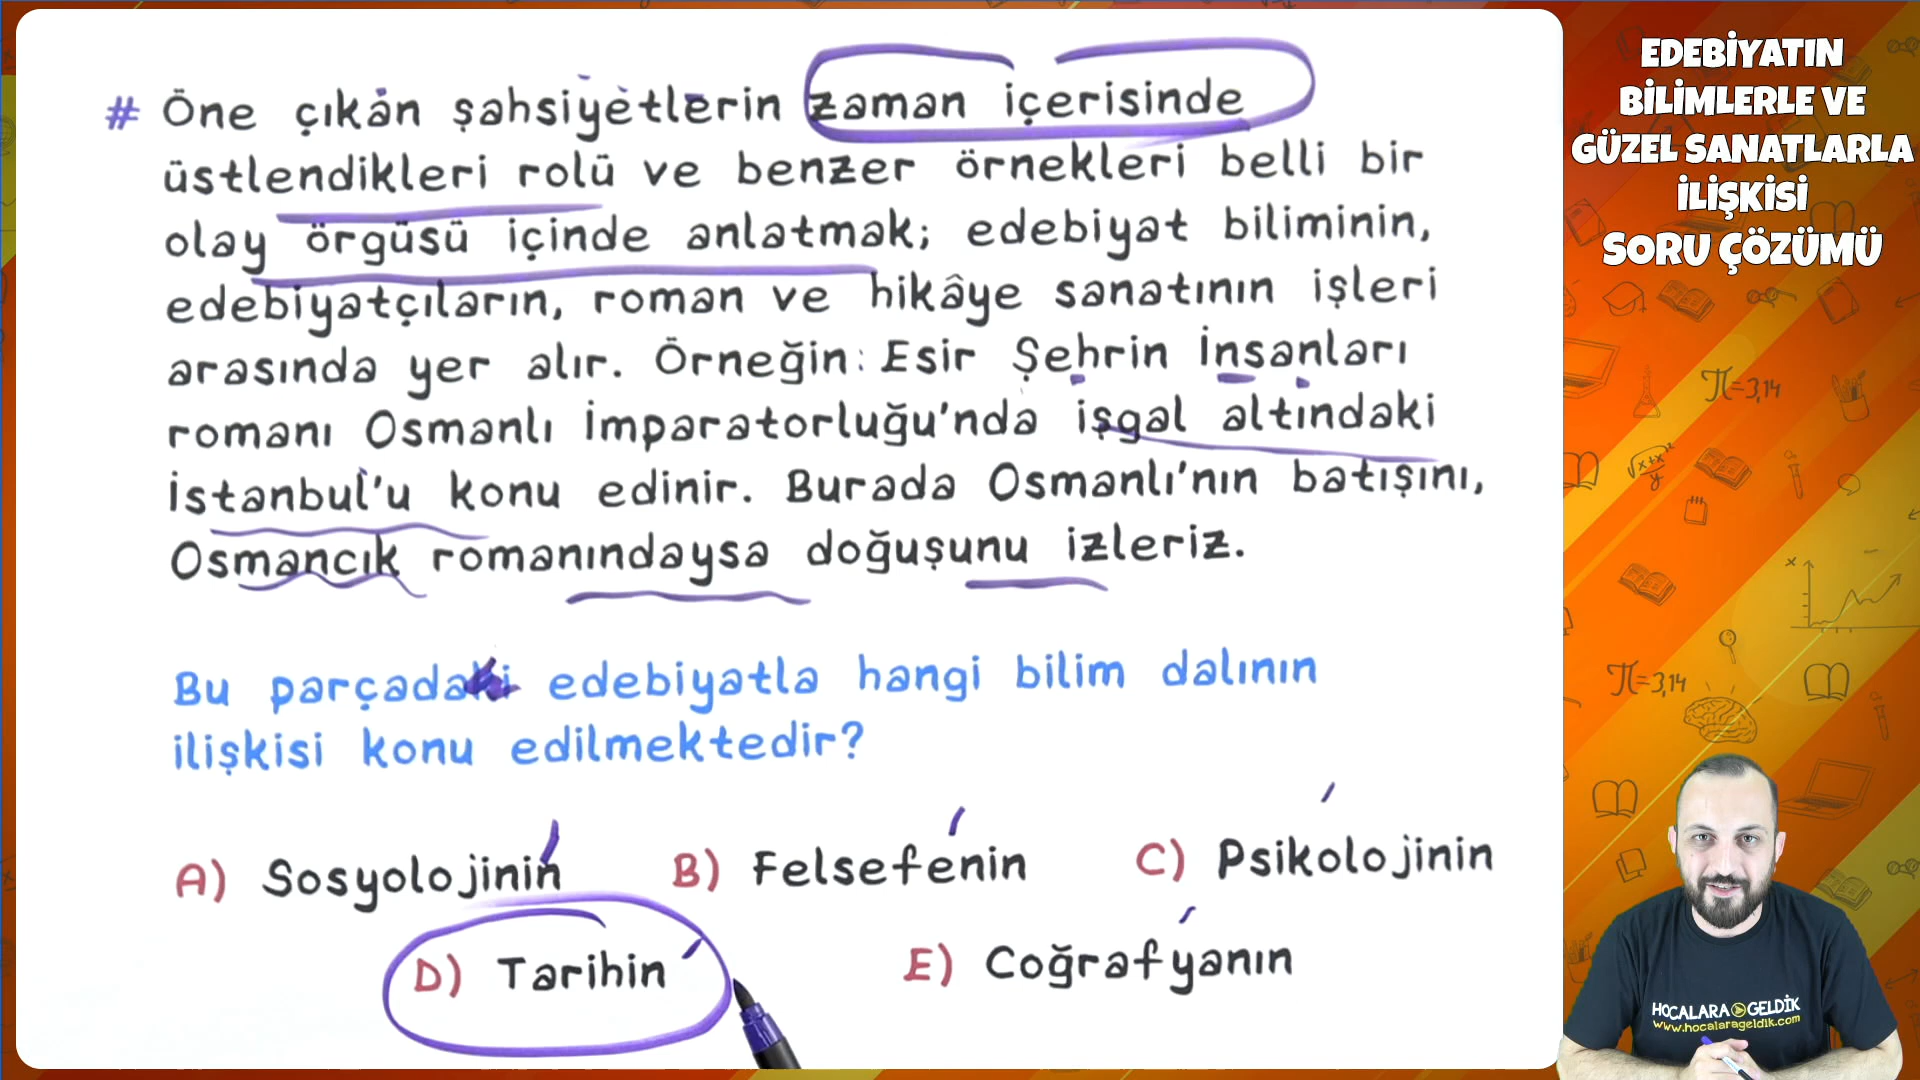 # Öne çıkan şahsiyetlerin zaman içerisinde
üstlendikleri rolü ve benzer örnekleri belli bir
olay örgüsü içinde anlatmak; edebiyat biliminin,
edebiyatçıların, roman ve hikâye sanatının işleri
arasında yer alır. Örneğin: Esir Şehrin İnsanları
romanı Osmanlı İmparatorluğu'nda işgal altındaki
İstanbul'u konu edinir. Burada Osmanlı'nın batışını,
Osmancık romanındaysa doğuşunu izleriz.
Bu parçadaki edebiyatla hangi bilim dalının
ilişkisi konu edilmektedir?
A) Sosyolojinin B) Felsefenin C) Psikolojinin
D) Tarihin E) Coğrafyanın
EDEBİYATIN
BİLİMLERLE VE
GÜZEL SANATLARLA
İLİŞKİSİ
SORU ÇÖZÜMÜ
π=3,14
π=3,14
HOCALARA GELDİK
www.hocalarageldik.com